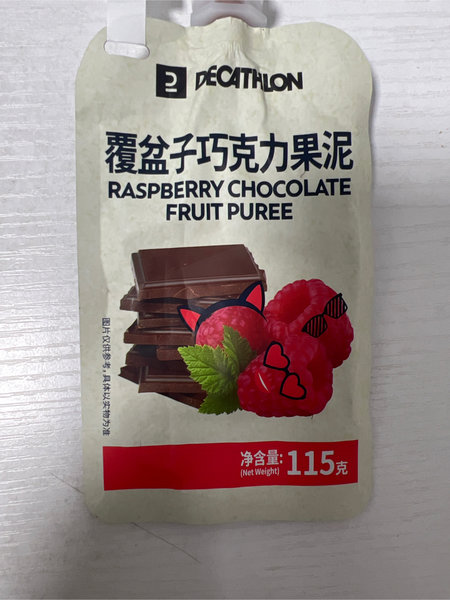 DECATHLON
覆盆子巧克力果泥
RASPBERRY CHOCOLATE
FRUIT PUREE
图片仅供参考,具体以实物为准
净含量:
(Net Weight)
115克